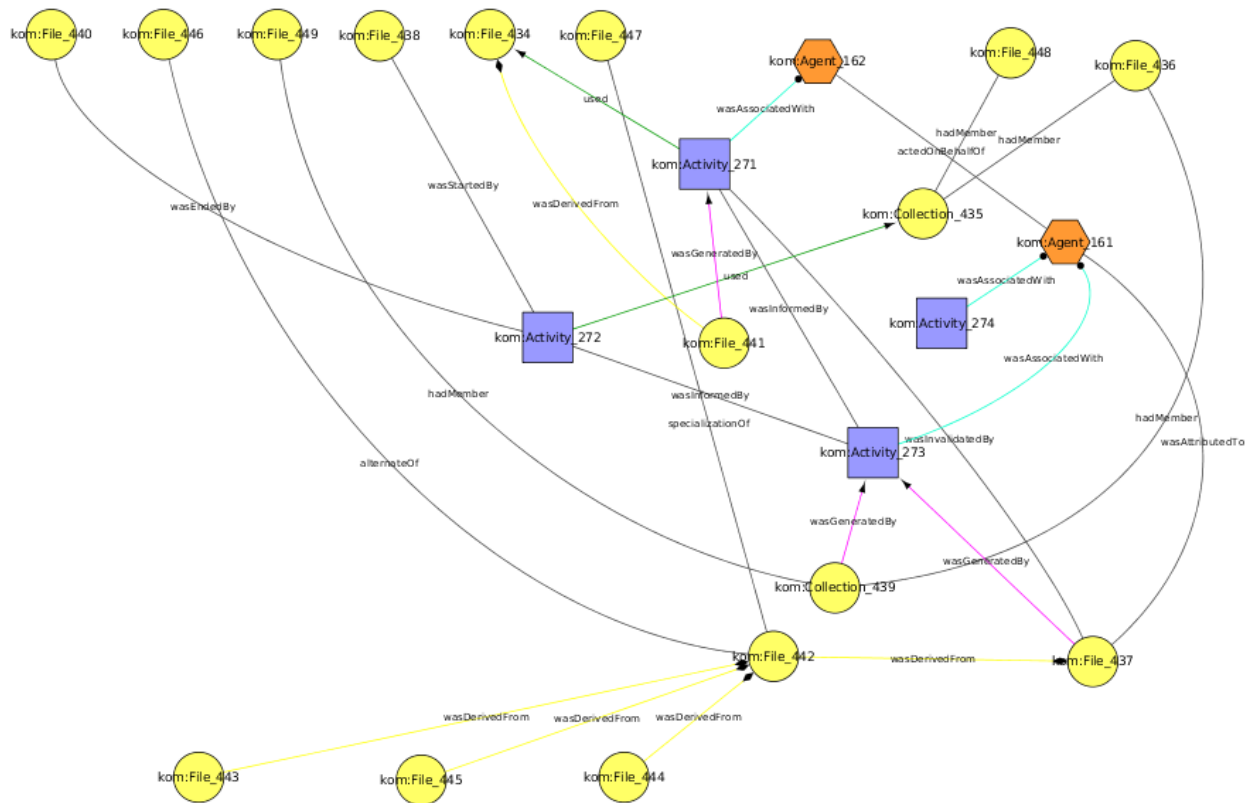 kom:File_440
kom:File_446
kom:File_449
kom:File_438
kom:File_434
kom:File_447
kom:Agent_162
kom:File_448
kom:File_436
used
wasAssociatedWith
hadMember
hadMember
actedOnBehalfOf
kom:Activity_271
wasStartedBy
wasEndedBy
wasDerivedFrom
kom:Collection_435
kom:Agent_161
wasGeneratedBy
used
wasAssociatedWith
wasInformedBy
kom:Activity_274
kom:Activity_272
kom:File_441
wasAssociatedWith
hadMember
wasInformedBy
specializationOf
hadMember
wasInvalidatedBy
wasAttributedTo
kom:Activity_273
alternateOf
wasGeneratedBy
wasGeneratedBy
kom:Collection_439
kom:File_442
wasDerivedFrom
kom:File_437
wasDerivedFrom
wasDerivedFrom
wasDerivedFrom
kom:File_443
kom:File_445
kom:File_444